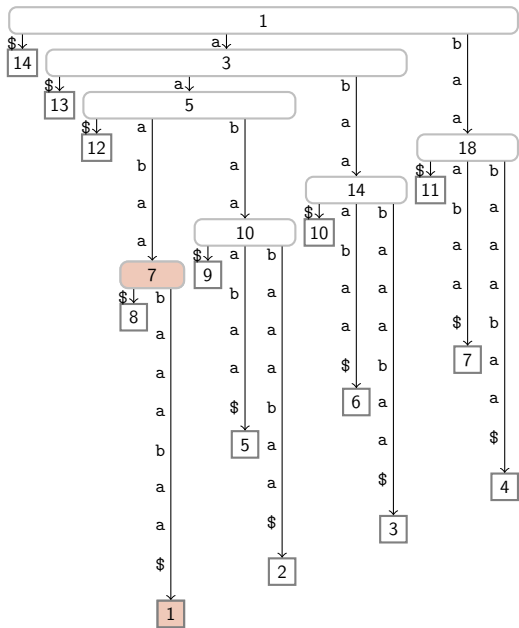 1
$ a b
14 3
$ a b a
13 5
$ a b a a
12 18
b a a $ a b
14 11
a a $ a b b a
10 10
a $ a b b a a a
7 9
$ b b a a a a a
8
a a a a a $ b
7
a a a $ b a
6
a a b $ b a a
5
b a a $
4
a a $
3
a $
2
$
1